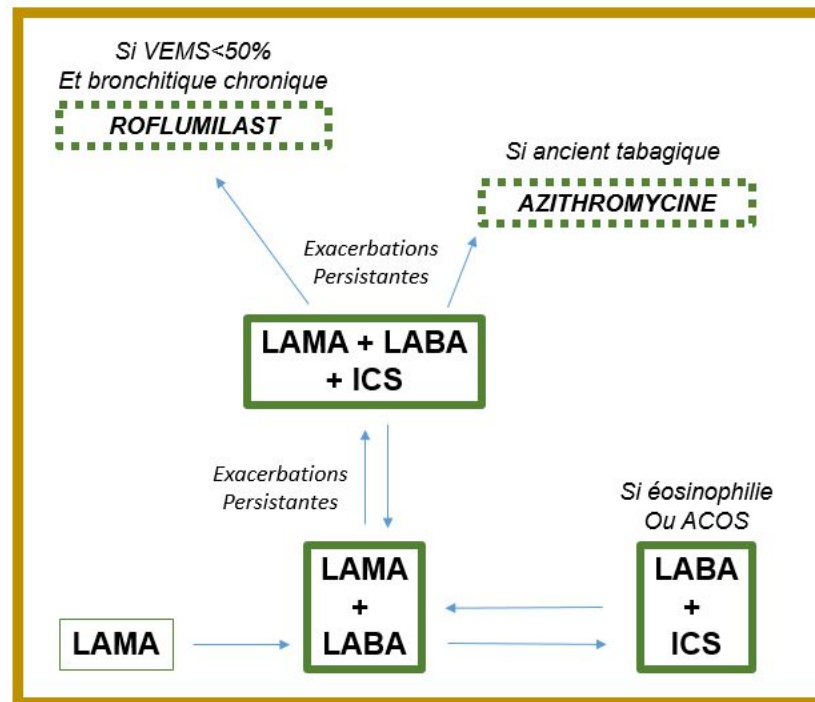 Si VEMS<50%
Et bronchitique chronique
ROFLUMILAST
Si ancient tabagique
AZITHROMYCINE
Exacerbations
Persistantes
LAMA + LABA
+ ICS
Exacerbations
Persistantes
Si éosinophilie
Ou ACOS
LAMA
LAMA
+
LABA
LABA
+
ICS